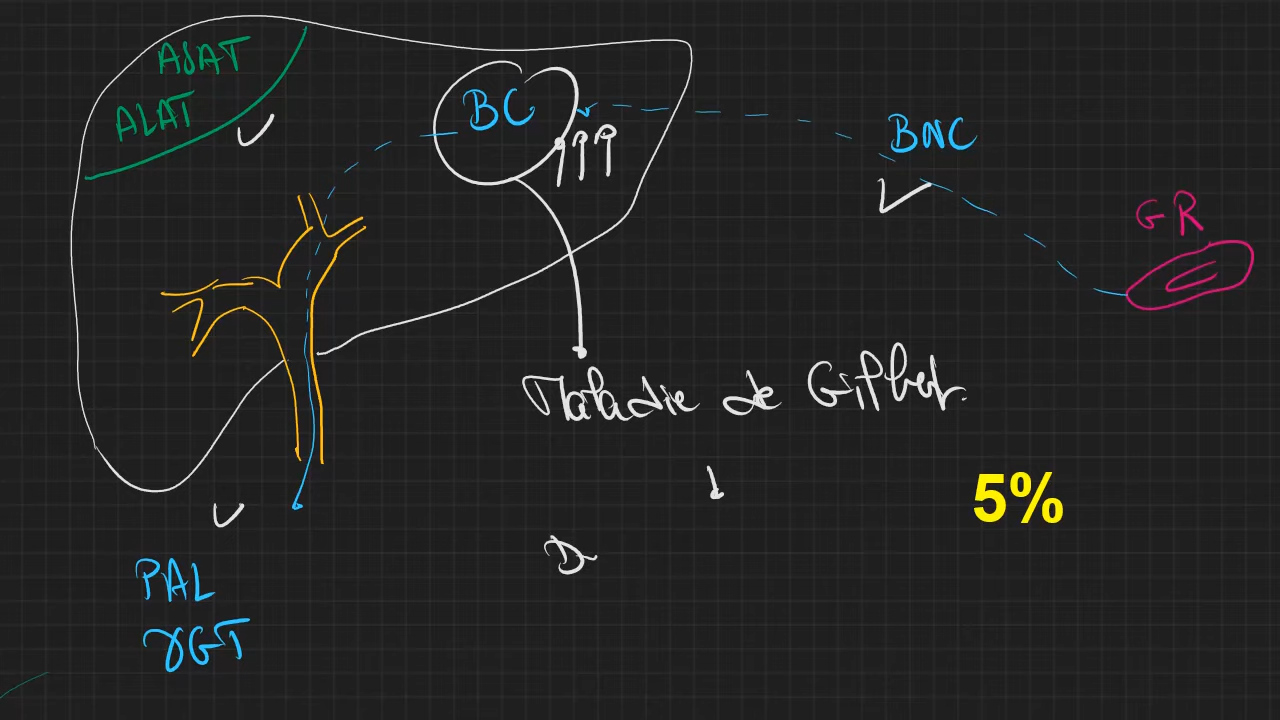 ASAT
ALAT
BC
BNC
GR
Maladie de Gilbert.
5%
D
PAL
γGT